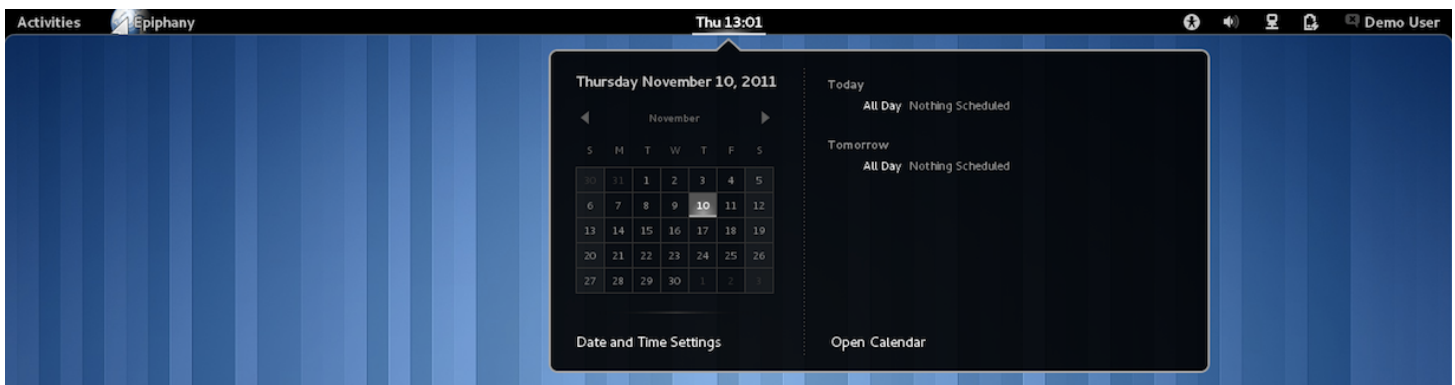 Activities Epiphany Thu 13:01 Demo User
Thursday November 10, 2011
November
S M T W T F S
30 31 1 2 3 4 5
6 7 8 9 10 11 12
13 14 15 16 17 18 19
20 21 22 23 24 25 26
27 28 29 30 1 2 3
Date and Time Settings
Today
All Day Nothing Scheduled
Tomorrow
All Day Nothing Scheduled
Open Calendar